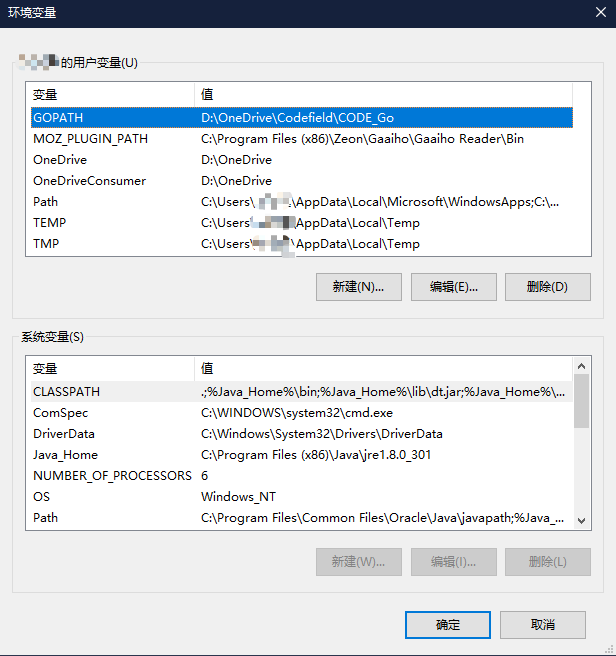 环境变量
的用户变量(U)
变量 值
GOPATH D:\OneDrive\Codefield\CODE_Go
MOZ_PLUGIN_PATH C:\Program Files (x86)\Zeon\Gaaiho\Gaaiho Reader\Bin
OneDrive D:\OneDrive
OneDriveConsumer D:\OneDrive
Path C:\Users\ \AppData\Local\Microsoft\WindowsApps;C:\...
TEMP C:\Users\ \AppData\Local\Temp
TMP C:\Users\ \AppData\Local\Temp
新建(N)... 编辑(E)... 删除(D)
系统变量(S)
变量 值
CLASSPATH .;%Java_Home%\bin;%Java_Home%\lib\dt.jar;%Java_Home%\...
ComSpec C:\WINDOWS\system32\cmd.exe
DriverData C:\Windows\System32\Drivers\DriverData
Java_Home C:\Program Files (x86)\Java\jre1.8.0_301
NUMBER_OF_PROCESSORS 6
OS Windows_NT
Path C:\Program Files\Common Files\Oracle\Java\javapath;%Java_...
新建(W)... 编辑(I)... 删除(L)
确定 取消